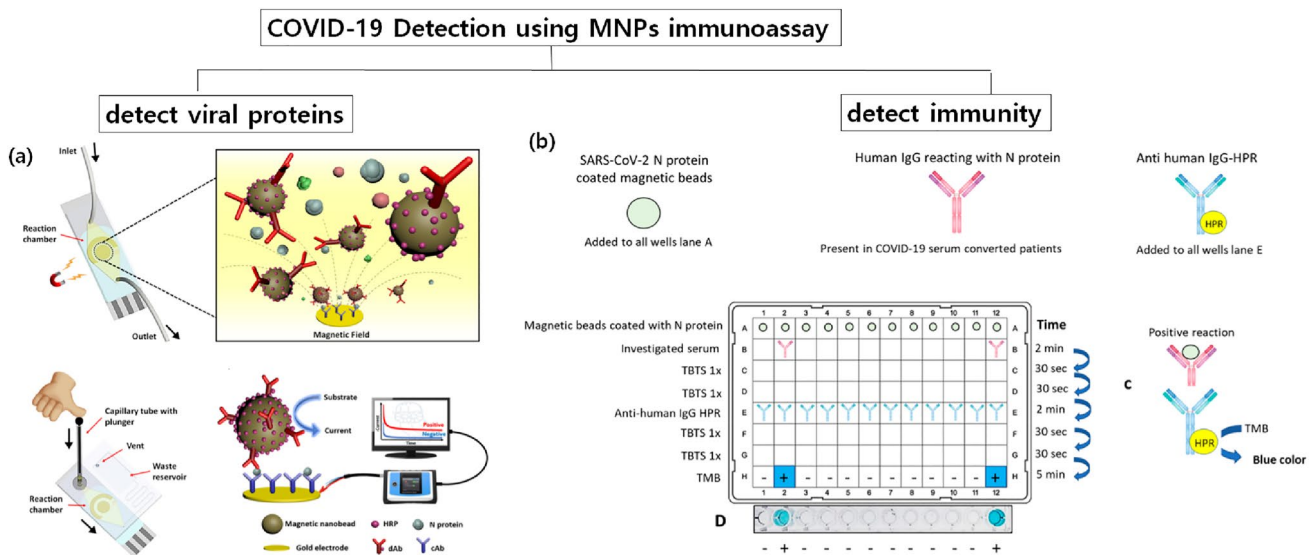 COVID-19 Detection using MNPs immunoassay
detect viral proteins
detect immunity
(a)
Inlet
Reaction
chamber
Outlet
Magnetic Field
Capillary tube with
plunger
Vent
Waste
reservoir
Reaction
chamber
Substrate
Current
Current
Positive
Negative
Time
Magnetic nanobead
HRP
N protein
Gold electrode
dAb
cAb
(b)
SARS-CoV-2 N protein
coated magnetic beads
Added to all wells lane A
Human IgG reacting with N protein
Present in COVID-19 serum converted patients
Anti human IgG-HPR
HPR
Added to all wells lane E
1 2 3 4 5 6 7 8 9 10 11 12
Time
Magnetic beads coated with N protein A A
Investigated serum B B 2 min
TBTS 1x C C 30 sec
TBTS 1x D D 30 sec
Anti-human IgG HPR E E 2 min
TBTS 1x F F 30 sec
TBTS 1x G G 30 sec
TMB H - + - - - - - - - - - + H 5 min
1 2 3 4 5 6 7 8 9 10 11 12
D
- + - - - - - - - - - +
c
Positive reaction
HPR
TMB
Blue color